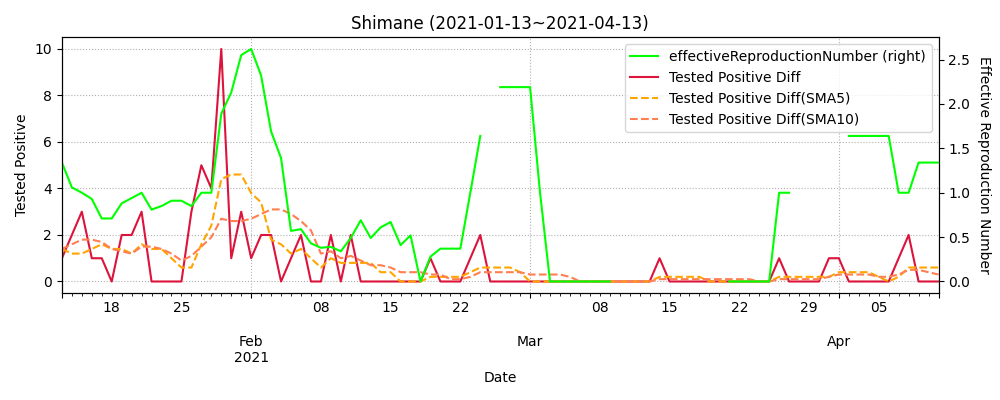 Shimane (2021-01-13~2021-04-13)
effectiveReproductionNumber (right)
Tested Positive Diff
Tested Positive Diff(SMA5)
Tested Positive Diff(SMA10)
Tested Positive
10
8
6
4
2
0
2.5
2.0
1.5
1.0
0.5
0.0
Effective Reproduction Number
18 25 08 15 22 08 15 22 29 05
Feb Mar Apr
2021
Date